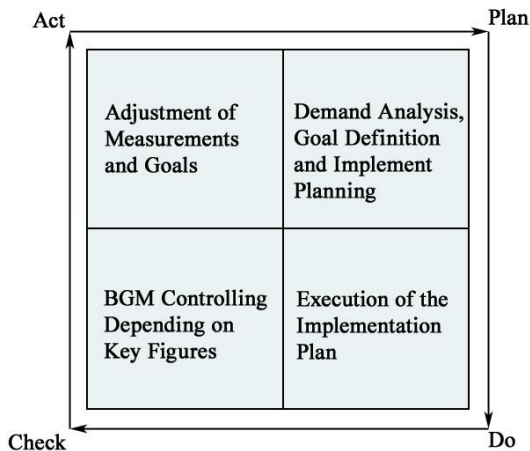 Act
Plan
Adjustment of
Measurements
and Goals
Demand Analysis,
Goal Definition
and Implement
Planning
BGM Controlling
Depending on
Key Figures
Execution of the
Implementation
Plan
Check
Do